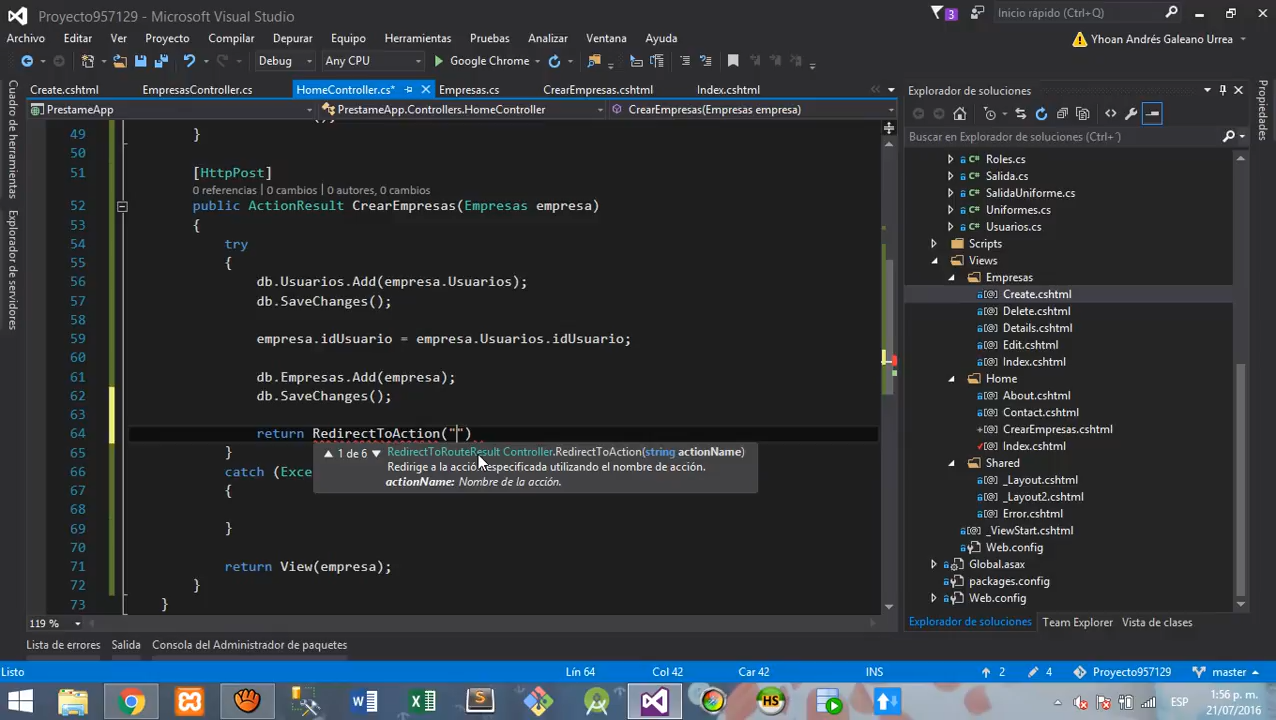 Proyecto957129 - Microsoft Visual Studio
3
Inicio rápido (Ctrl+Q)
Archivo Editar Ver Proyecto Compilar Depurar Equipo Herramientas Pruebas Analizar Ventana Ayuda
Yhoan Andrés Galeano Urrea
Debug Any CPU Google Chrome
Create.cshtml EmpresasController.cs HomeController.cs* Empresas.cs CrearEmpresas.cshtml Index.cshtml
PrestameApp PrestameApp.Controllers.HomeController CrearEmpresas(Empresas empresa)
Cuadro de herramientas
Explorador de servidores
49 }
50
51 [HttpPost]
0 referencias | 0 cambios | 0 autores, 0 cambios
52 public ActionResult CrearEmpresas(Empresas empresa)
53 {
54 try
55 {
56 db.Usuarios.Add(empresa.Usuarios);
57 db.SaveChanges();
58
59 empresa.idUsuario = empresa.Usuarios.idUsuario;
60
61 db.Empresas.Add(empresa);
62 db.SaveChanges();
63
64 return RedirectToAction("")
65 }
66 catch (Exce
67 {
68
69 }
70
71 return View(empresa);
72 }
73 }
1 de 6 RedirectToRouteResult Controller.RedirectToAction(string actionName)
Redirige a la acción especificada utilizando el nombre de acción.
actionName: Nombre de la acción.
119 %
Explorador de soluciones
Buscar en Explorador de soluciones (Ctrl+´)
Roles.cs
Salida.cs
SalidaUniforme.cs
Uniformes.cs
Usuarios.cs
Scripts
Views
Empresas
Create.cshtml
Delete.cshtml
Details.cshtml
Edit.cshtml
Index.cshtml
Home
About.cshtml
Contact.cshtml
CrearEmpresas.cshtml
Index.cshtml
Shared
_Layout.cshtml
_Layout2.cshtml
Error.cshtml
_ViewStart.cshtml
Web.config
Global.asax
packages.config
Web.config
Explorador de soluciones Team Explorer Vista de clases
Propiedades
Lista de errores Salida Consola del Administrador de paquetes
Listo Lín 64 Col 42 Car 42 INS 2 4 Proyecto957129 master
ESP
1:56 p. m.
21/07/2016